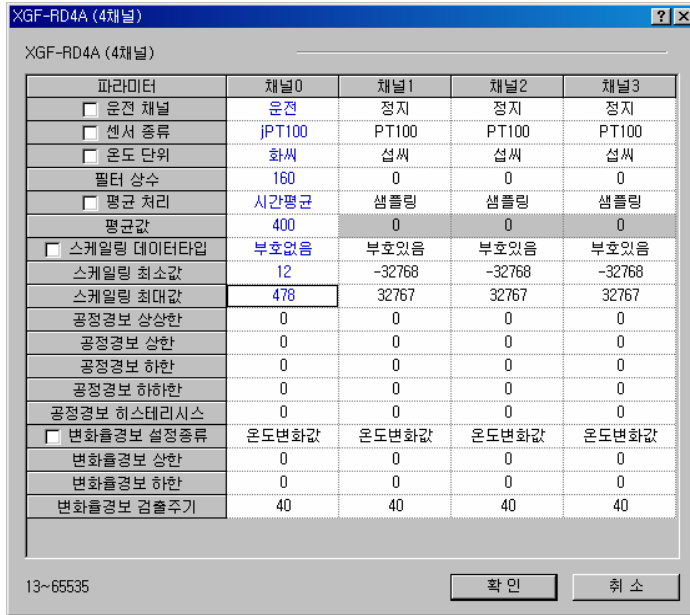 XGF-RD4A (4채널)
XGF-RD4A (4채널)
파라미터 채널0 채널1 채널2 채널3
운전 채널 운전 정지 정지 정지
센서 종류 jPT100 PT100 PT100 PT100
온도 단위 화씨 섭씨 섭씨 섭씨
필터 상수 160 0 0 0
평균 처리 시간평균 샘플링 샘플링 샘플링
평균값 400 0 0 0
스케일링 데이터타입 부호없음 부호있음 부호있음 부호있음
스케일링 최소값 12 -32768 -32768 -32768
스케일링 최대값 478 32767 32767 32767
공정경보 상상한 0 0 0 0
공정경보 상한 0 0 0 0
공정경보 하한 0 0 0 0
공정경보 하하한 0 0 0 0
공정경보 히스테리시스 0 0 0 0
변화율경보 설정종류 온도변화값 온도변화값 온도변화값 온도변화값
변화율경보 상한 0 0 0 0
변화율경보 하한 0 0 0 0
변화율경보 검출주기 40 40 40 40
13~65535 확인 취소